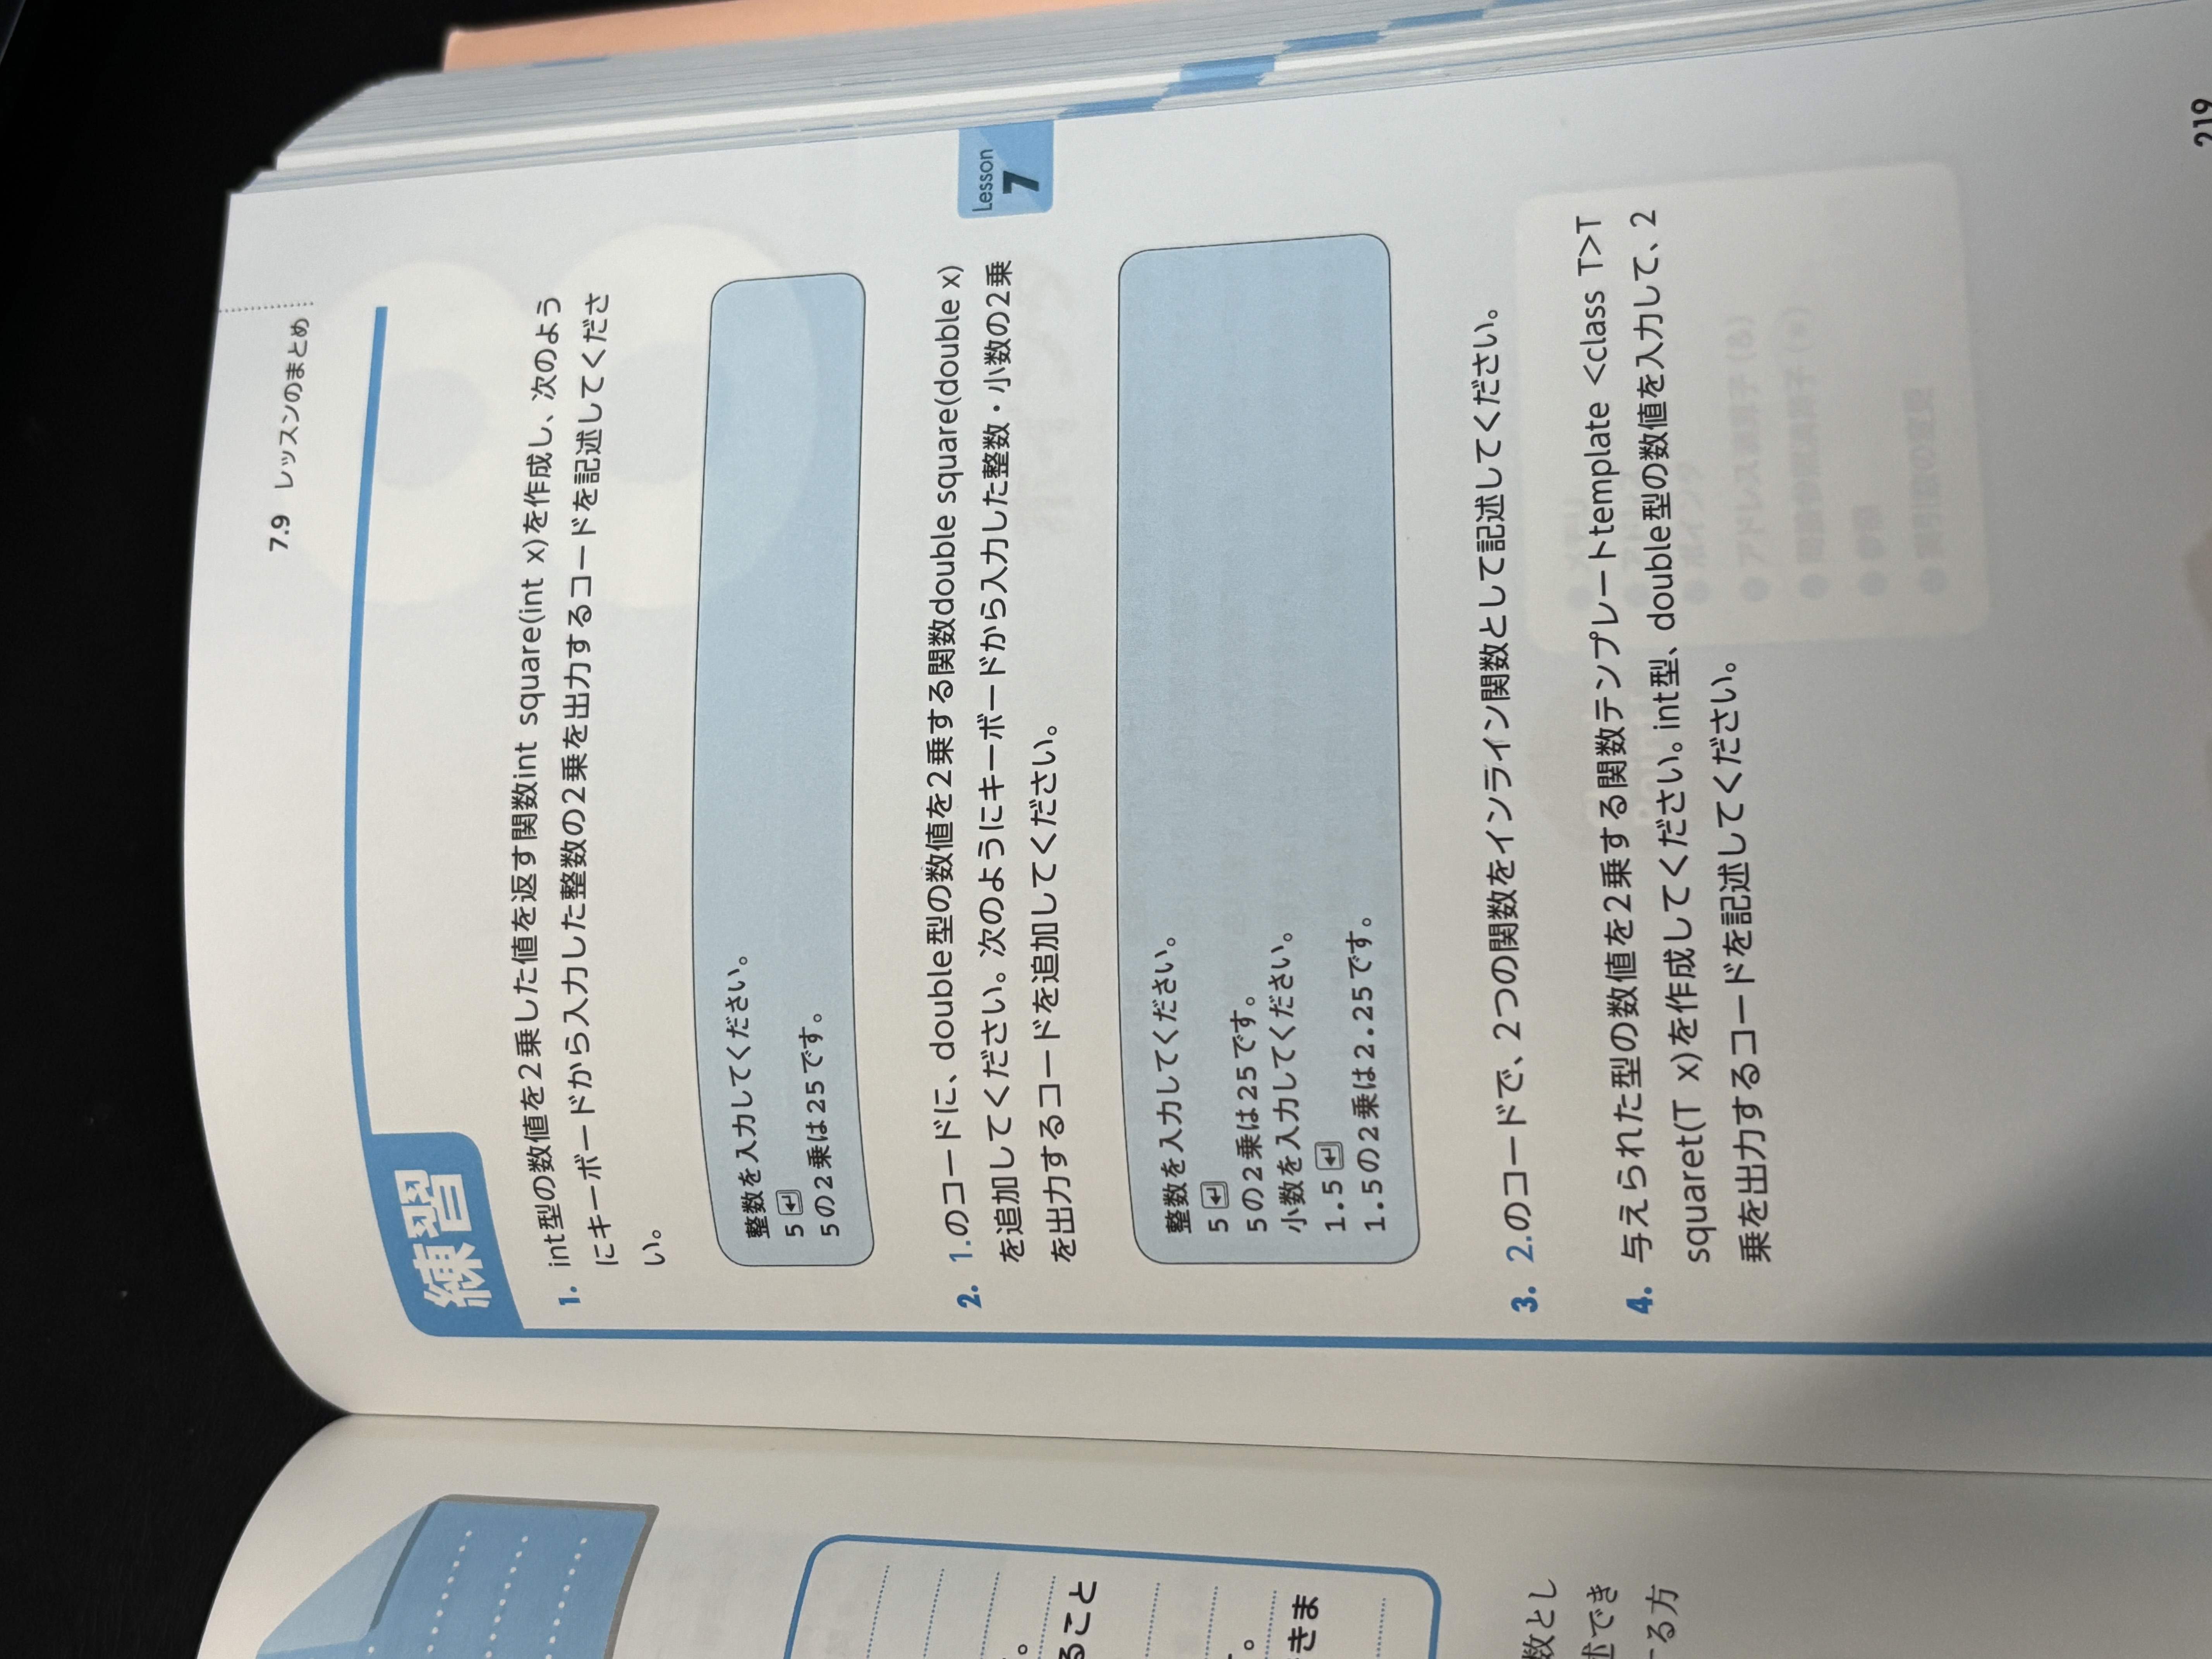 7.9 レッスンのまとめ
練習
1. int型の数値を2乗した値を返す関数int square(int x)を作成し、次のよう
にキーボードから入力した整数の2乗を出力するコードを記述してくださ
い。
整数を入力してください。
5
5の2乗は25です。
2. 1.のコードに、double型の数値を2乗する関数double square(double x)
を追加してください。次のようにキーボードから入力した整数・小数の2乗
を出力するコードを追加してください。
整数を入力してください。
5
5の2乗は25です。
小数を入力してください。
1.5
1.5の2乗は2.25です。
3. 2.のコードで、2つの関数をインライン関数として記述してください。
4. 与えられた型の数値を2乗する関数テンプレートtemplate <class T>T
squaret(T x)を作成してください。int型、double型の数値を入力して、2
乗を出力するコードを記述してください。
Lesson
7
219
。
ること
。
きま
数とし
述でき
する方